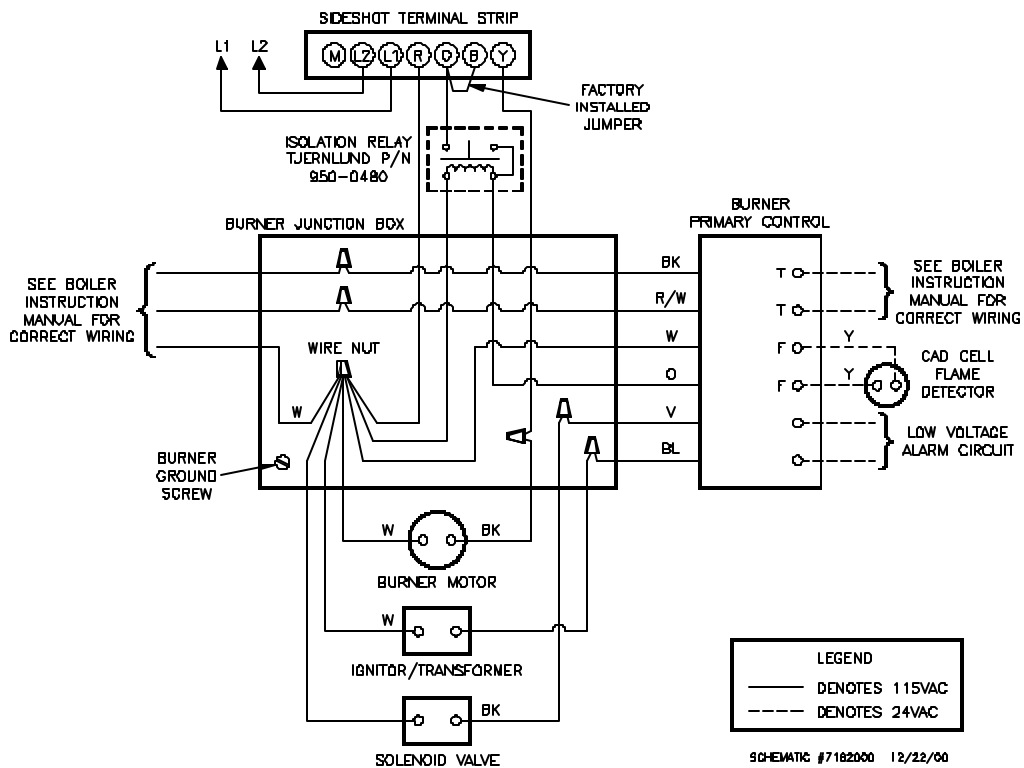 SIDESHOT TERMINAL STRIP
L1 L2
M L2 L1 R O B Y
FACTORY
INSTALLED
JUMPER
ISOLATION RELAY
TJERNLUND P/N
950-0480
BURNER JUNCTION BOX
BURNER
PRIMARY CONTROL
SEE BOILER
INSTRUCTION
MANUAL FOR
CORRECT WIRING
BK
R/W
W
O
V
BL
T
T
F
F
SEE BOILER
INSTRUCTION
MANUAL FOR
CORRECT WIRING
Y
Y
CAD CELL
FLAME
DETECTOR
LOW VOLTAGE
ALARM CIRCUIT
WIRE NUT
W
BURNER
GROUND
SCREW
W
BK
BURNER MOTOR
W
IGNITOR/TRANSFORMER
BK
SOLENOID VALVE
LEGEND
DENOTES 115VAC
DENOTES 24VAC
SCHEMATIC #7182000 12/22/00